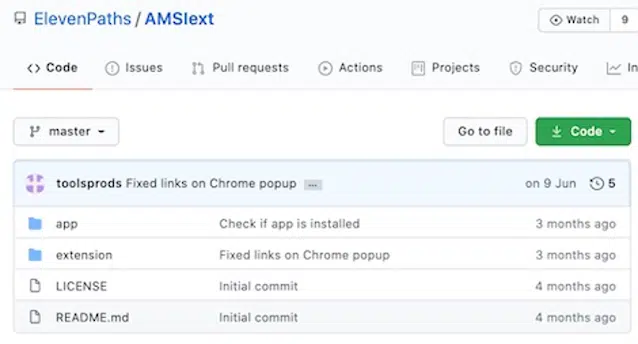 ElevenPaths / AMSIext
Watch 9
Code Issues Pull requests Actions Projects Security In
master Go to file Code
toolsprods Fixed links on Chrome popup ... on 9 Jun 5
app Check if app is installed 3 months ago
extension Fixed links on Chrome popup 3 months ago
LICENSE Initial commit 4 months ago
README.md Initial commit 4 months ago